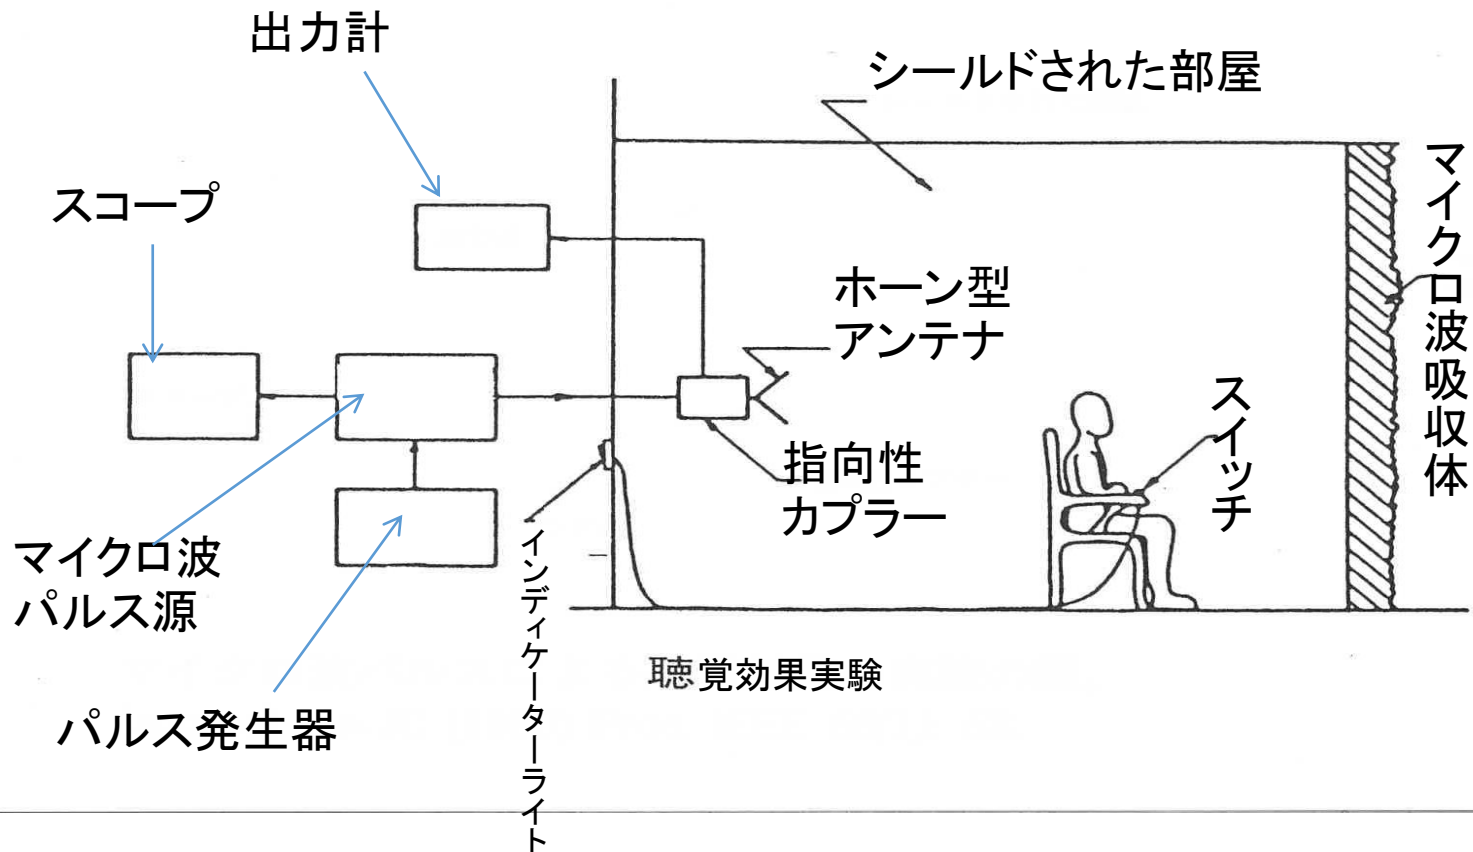 出力計
シールドされた部屋
スコープ
マイクロ波吸収体
ホーン型
アンテナ
スイッチ
指向性
カプラー
マイクロ波
パルス源
インディケーターライト
聴覚効果実験
パルス発生器